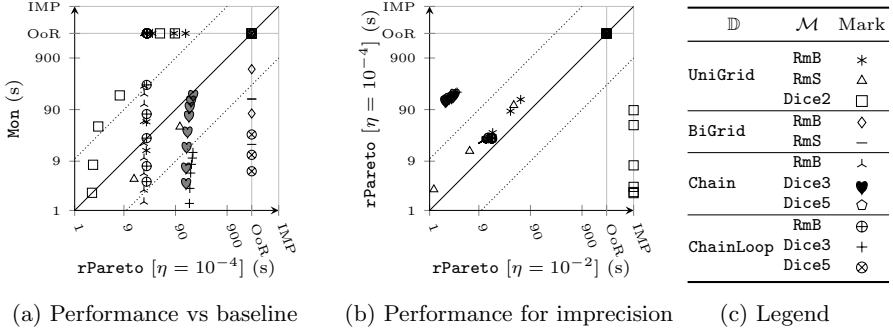 IMP
OoR
900
90
9
1
Mon (s)
1
9
90
900
OoR
IMP
rPareto [η = 10⁻⁴] (s)
(a) Performance vs baseline
IMP
OoR
900
90
9
1
rPareto [η = 10⁻⁴] (s)
1
9
90
900
OoR
IMP
rPareto [η = 10⁻²] (s)
(b) Performance for imprecision
𝔻 ℳ Mark
UniGrid
RmB
RmS
Dice2
BiGrid
RmB
RmS
Chain
RmB
Dice3
Dice5
ChainLoop
RmB
Dice3
Dice5
(c) Legend